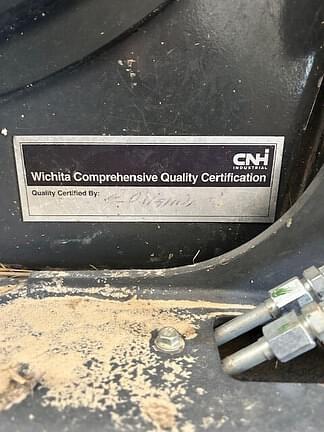 CNH
INDUSTRIAL
Wichita Comprehensive Quality Certification
Quality Certified By: